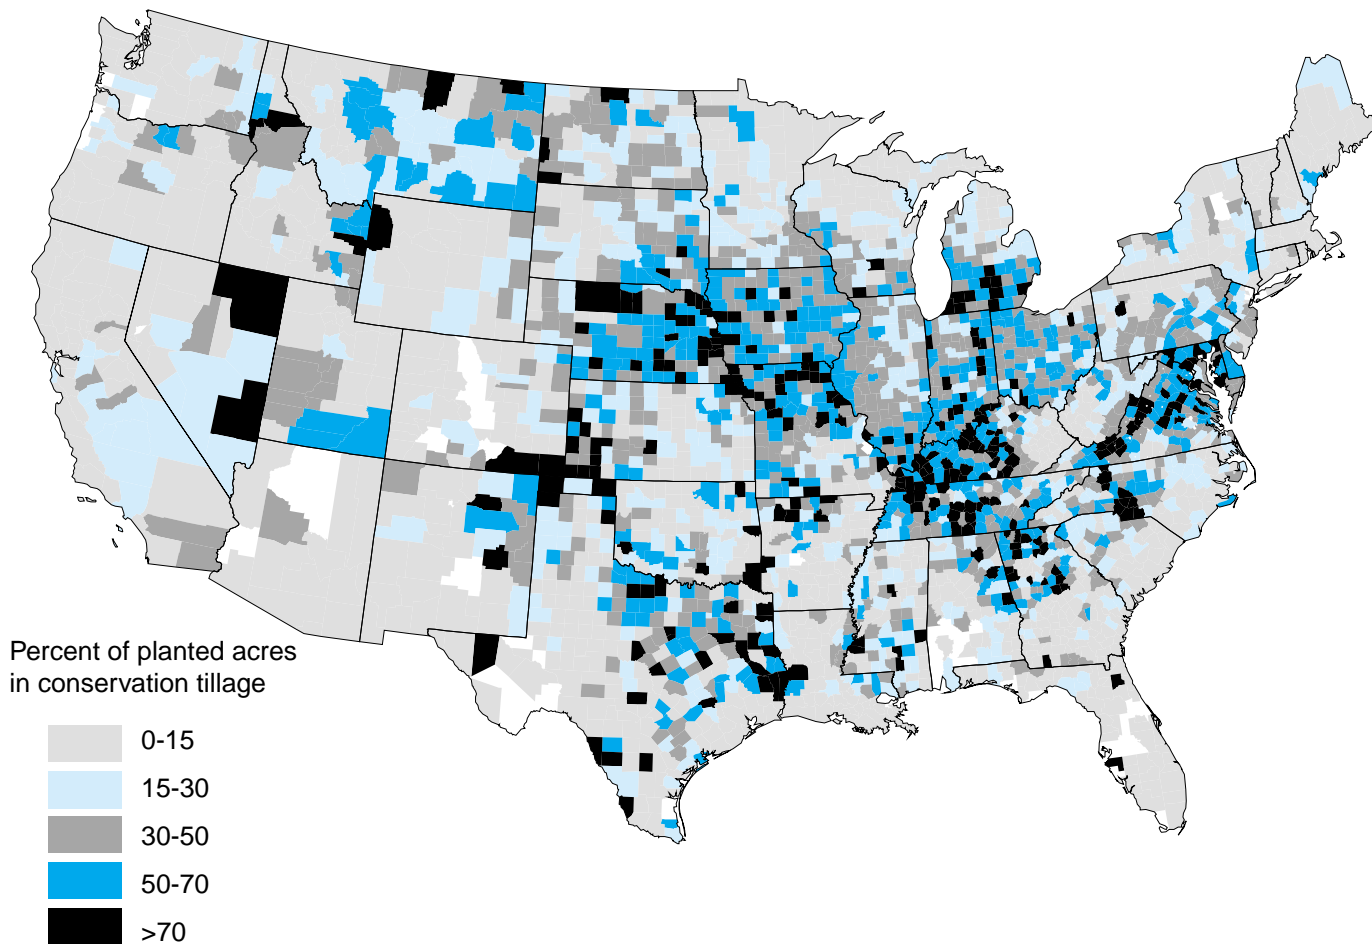 Percent of planted acres
in conservation tillage
0-15
15-30
30-50
50-70
>70